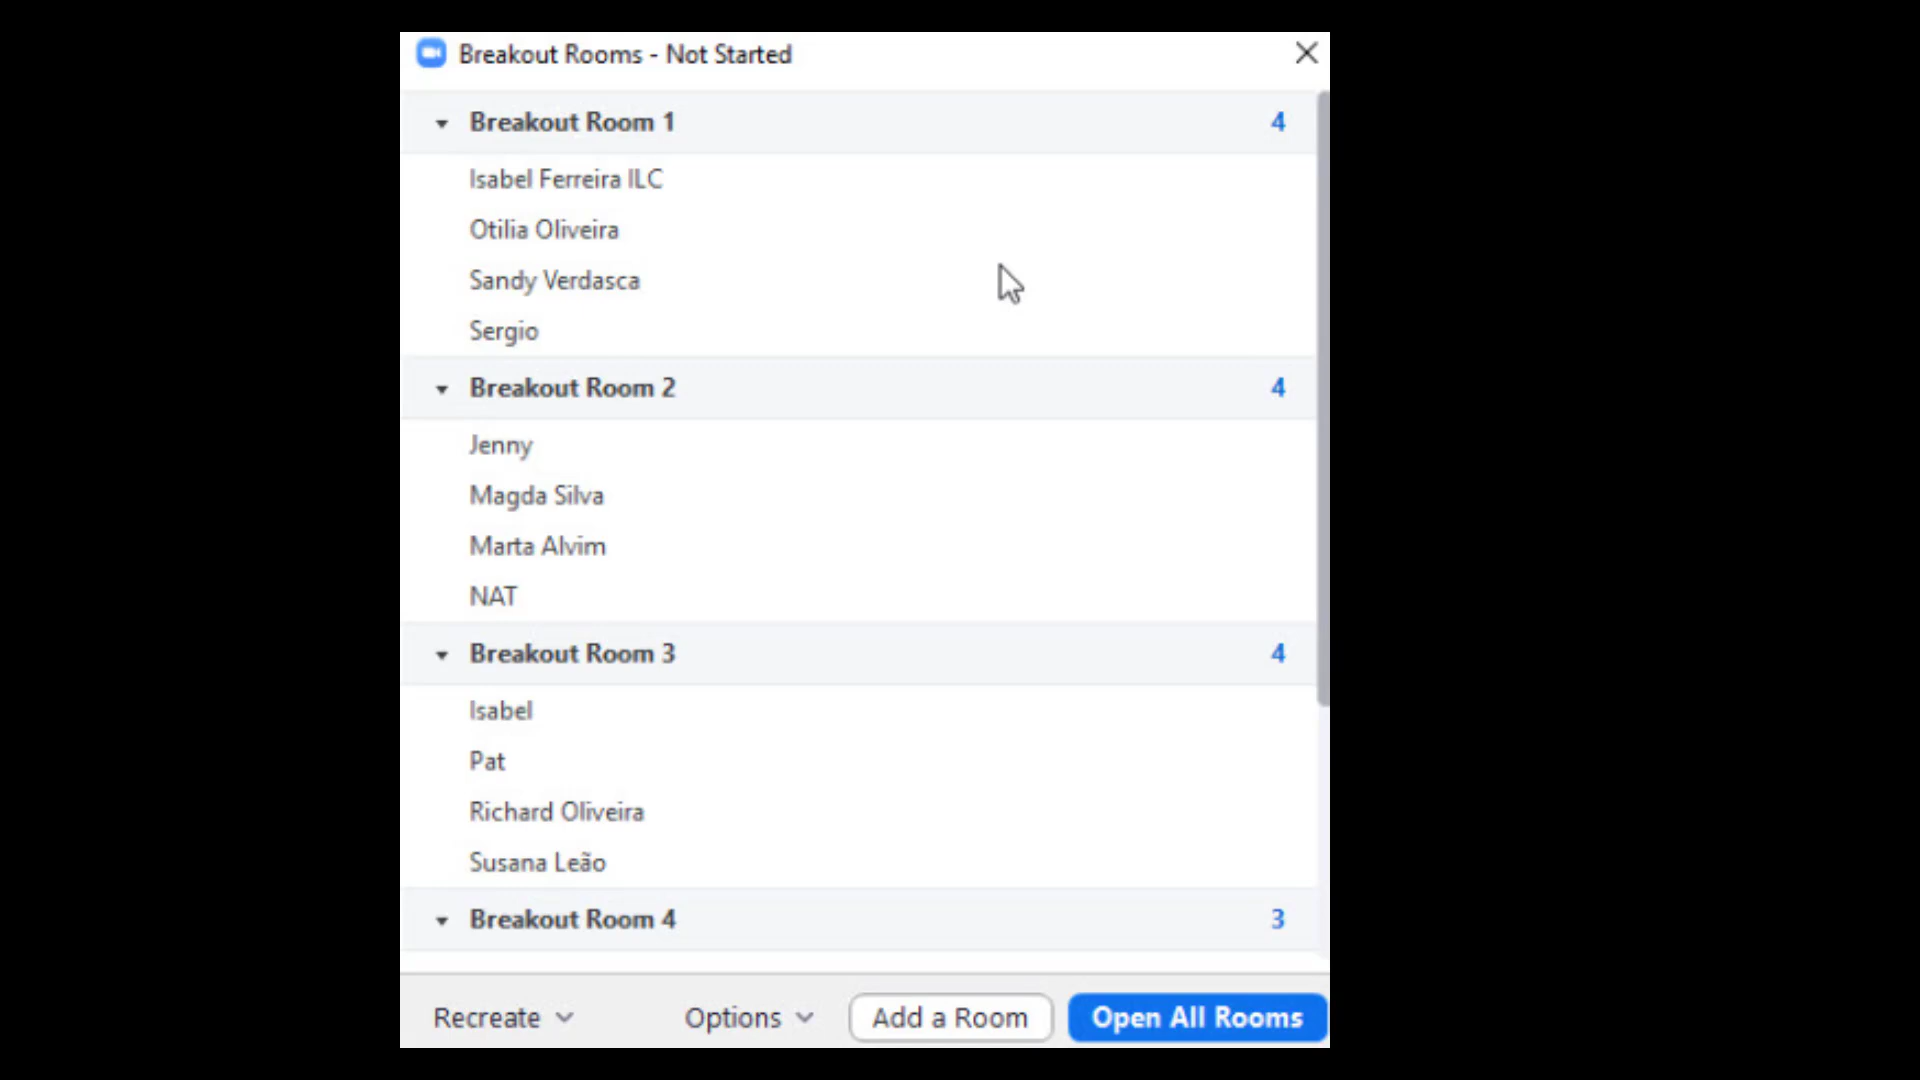 Breakout Rooms - Not Started
Breakout Room 1 4
Isabel Ferreira ILC
Otilia Oliveira
Sandy Verdasca
Sergio
Breakout Room 2 4
Jenny
Magda Silva
Marta Alvim
NAT
Breakout Room 3 4
Isabel
Pat
Richard Oliveira
Susana Leão
Breakout Room 4 3
Recreate Options Add a Room Open All Rooms